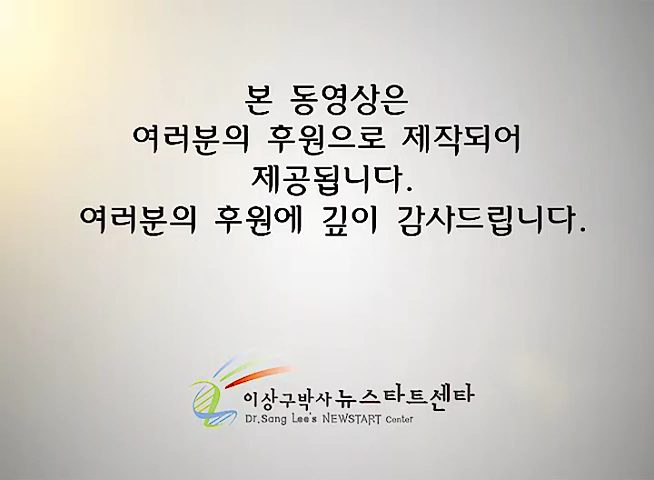 본 동영상은
여러분의 후원으로 제작되어
제공됩니다.
여러분의 후원에 깊이 감사드립니다.
이상구박사 뉴스타트센타
Dr.Sang Lee's NEWSTART Center